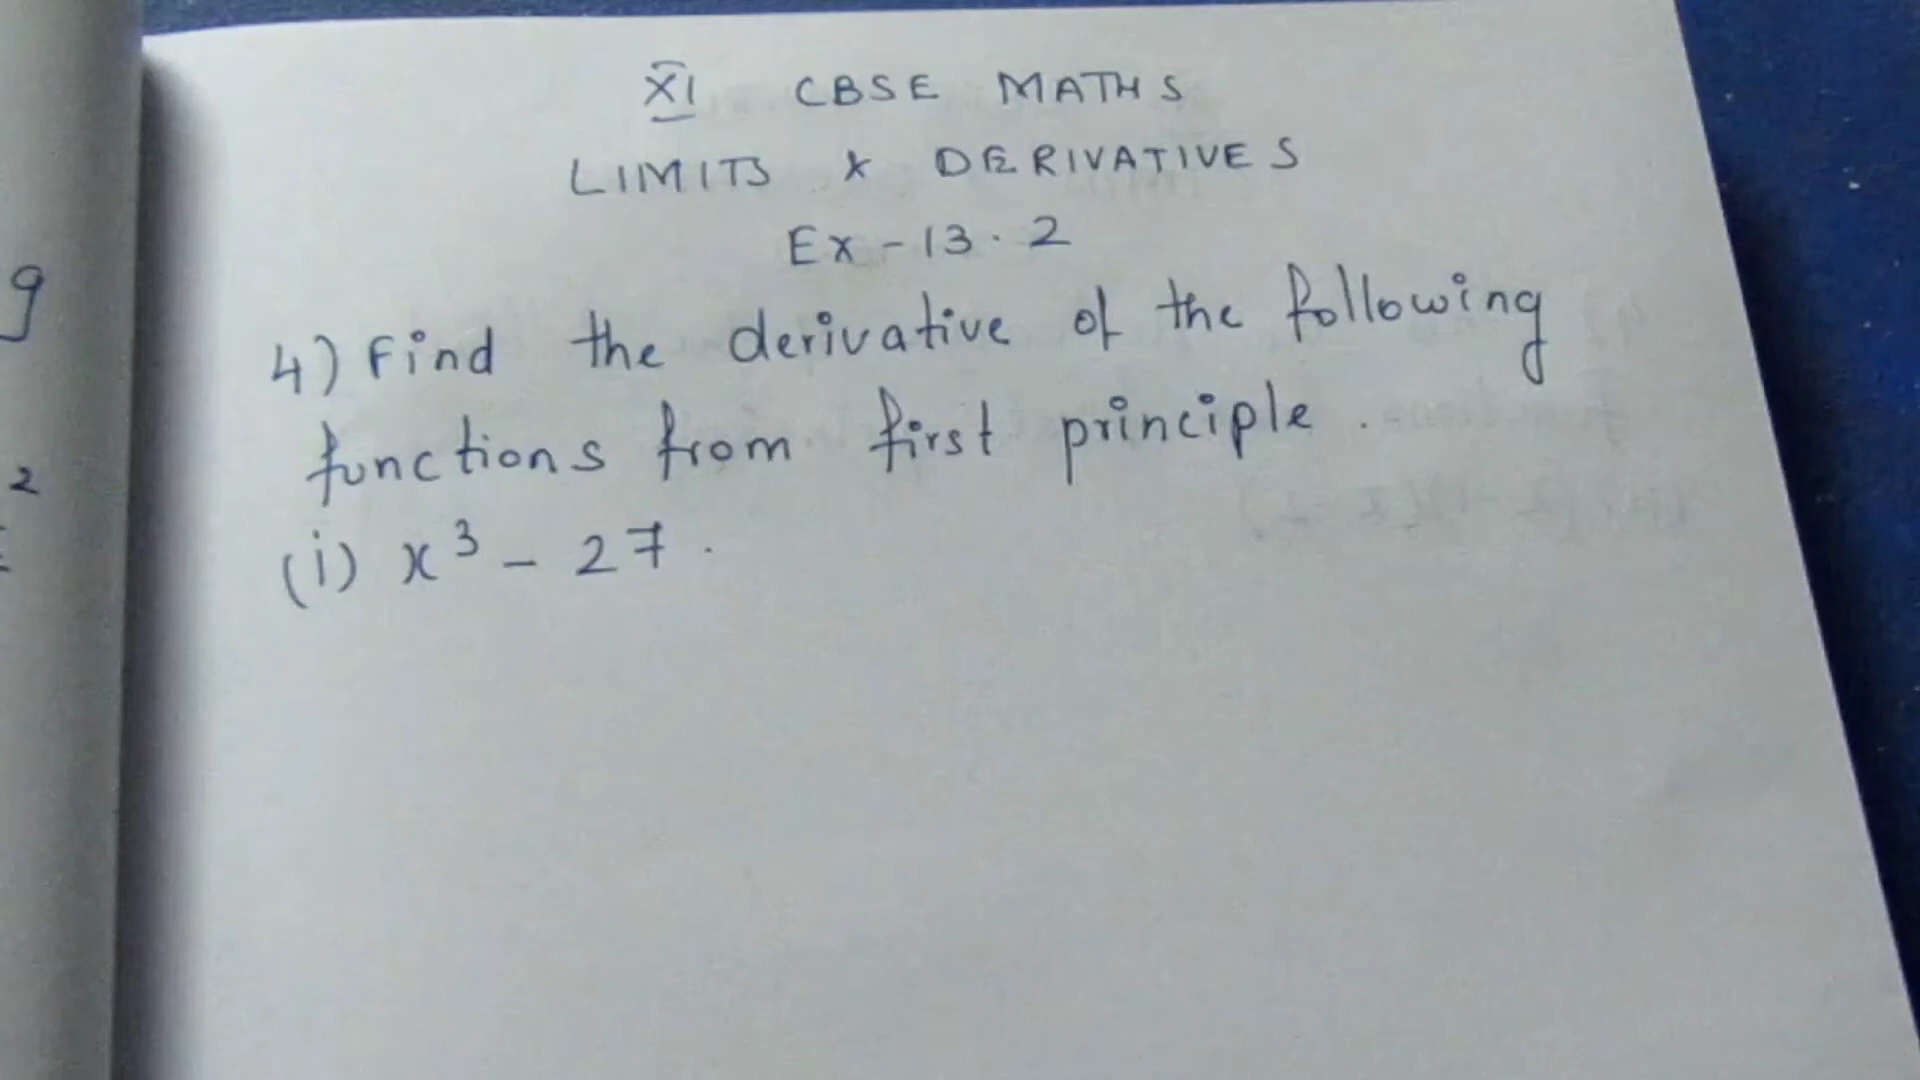 XI CBSE MATHS
LIMITS & DERIVATIVES
Ex - 13.2
4) Find the derivative of the following
functions from first principle.
(i) x³ - 27.
g
2